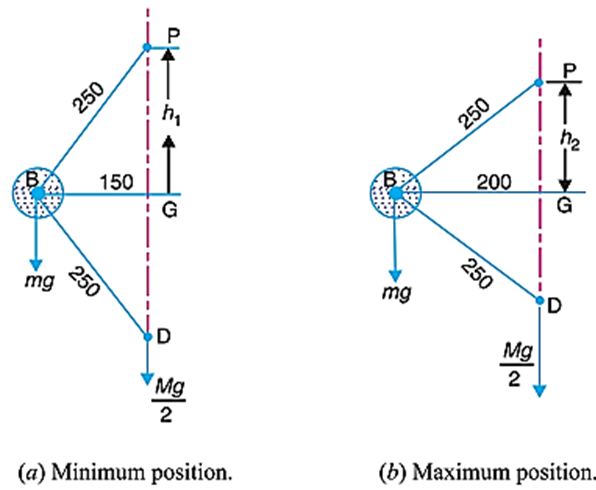 P
250
h₁
B
150
G
250
mg
D
Mg
2
(a) Minimum position.
P
250
h₂
B
200
G
250
mg
D
Mg
2
(b) Maximum position.